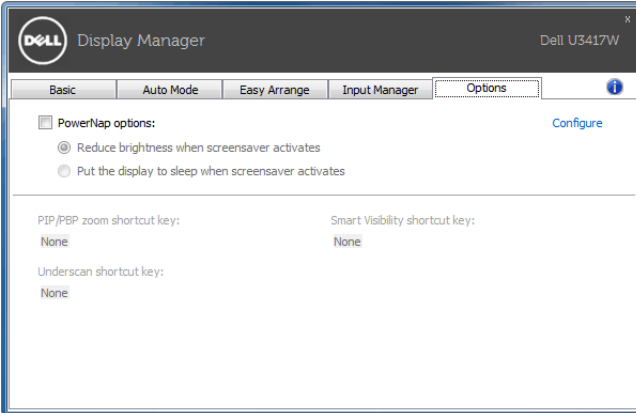 DELL Display Manager x
Dell U3417W
Basic Auto Mode Easy Arrange Input Manager Options i
PowerNap options: Configure
Reduce brightness when screensaver activates
Put the display to sleep when screensaver activates
PIP/PBP zoom shortcut key: Smart Visibility shortcut key:
None None
Underscan shortcut key:
None